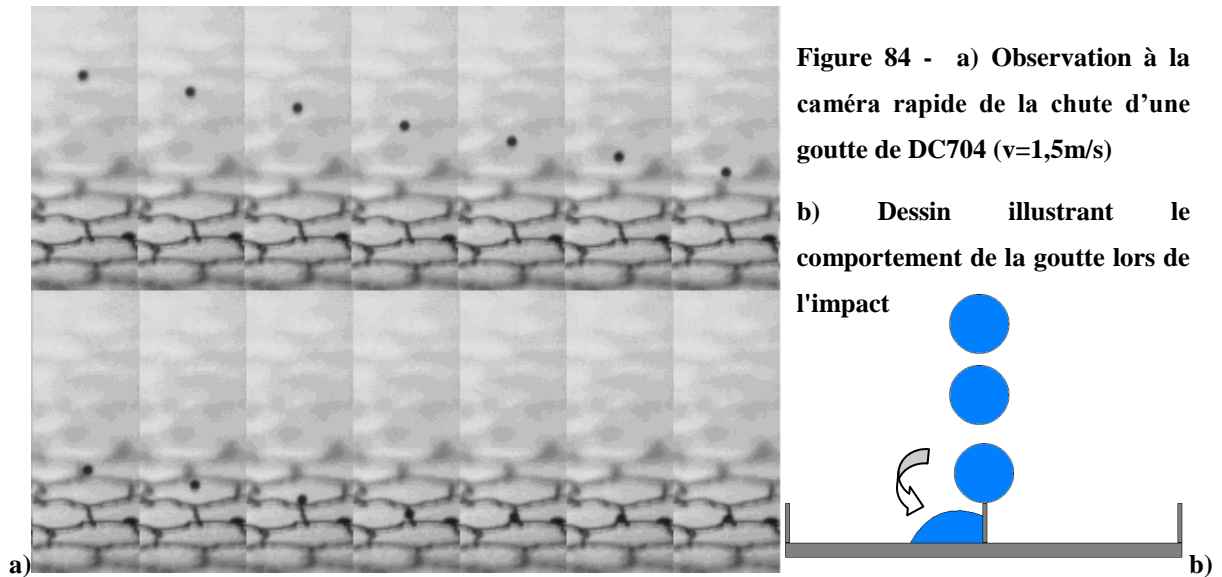 Figure 84 - a) Observation à la
caméra rapide de la chute d’une
goutte de DC704 (v=1,5m/s)
b) Dessin illustrant le
comportement de la goutte lors de
l'impact
a)
b)